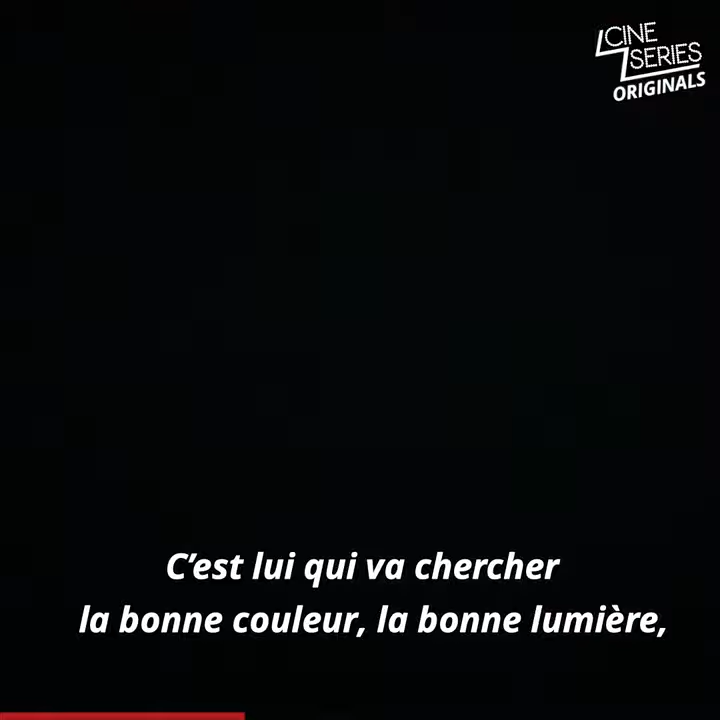 CINE
SERIES
ORIGINALS
C’est lui qui va chercher
la bonne couleur, la bonne lumière,